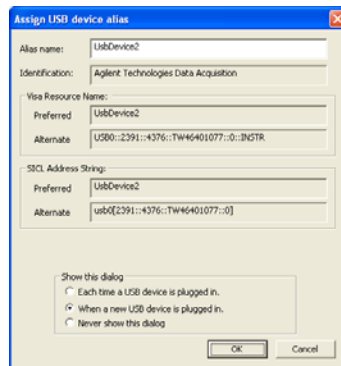 Assign USB device alias
Alias name: UsbDevice2
Identification: Agilent Technologies Data Acquisition
Visa Resource Name:
Preferred UsbDevice2
Alternate USB0::2391::4376::TW46401077::0::INSTR
SICL Address String:
Preferred UsbDevice2
Alternate usb0[2391::4376::TW46401077::0]
Show this dialog
Each time a USB device is plugged in.
When a new USB device is plugged in.
Never show this dialog
OK Cancel